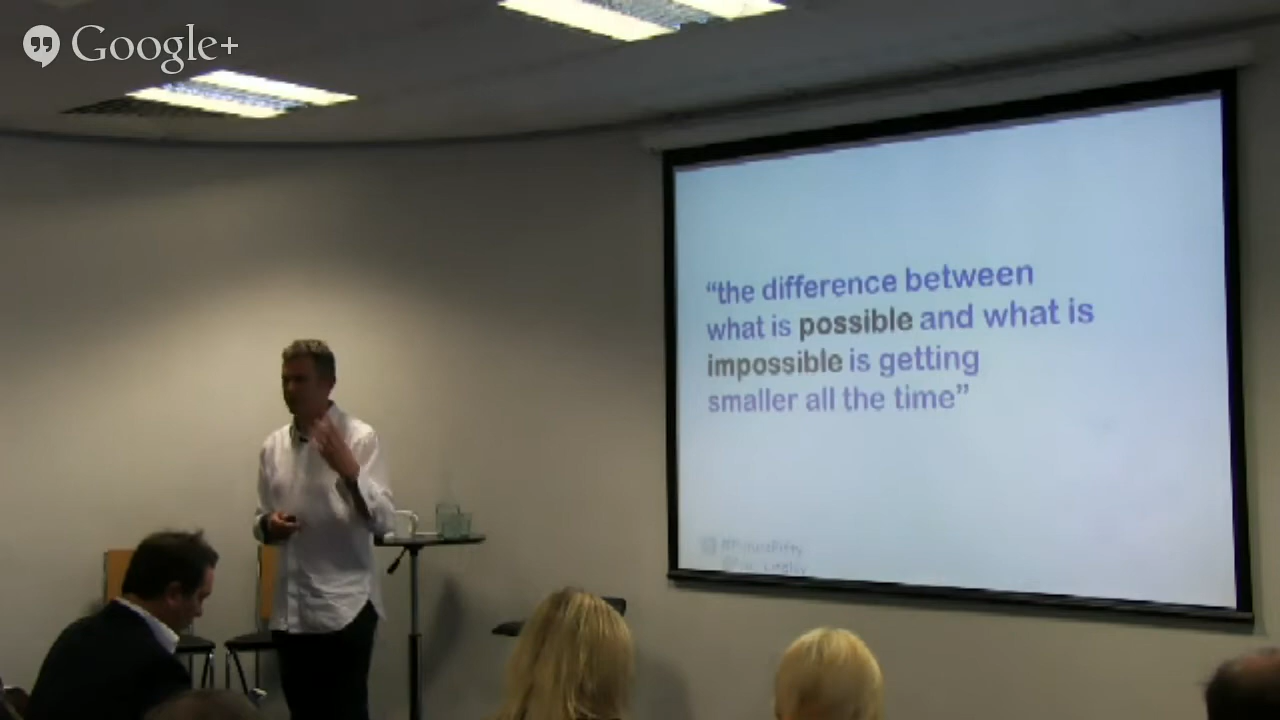 Google+
“the difference between
what is possible and what is
impossible is getting
smaller all the time”